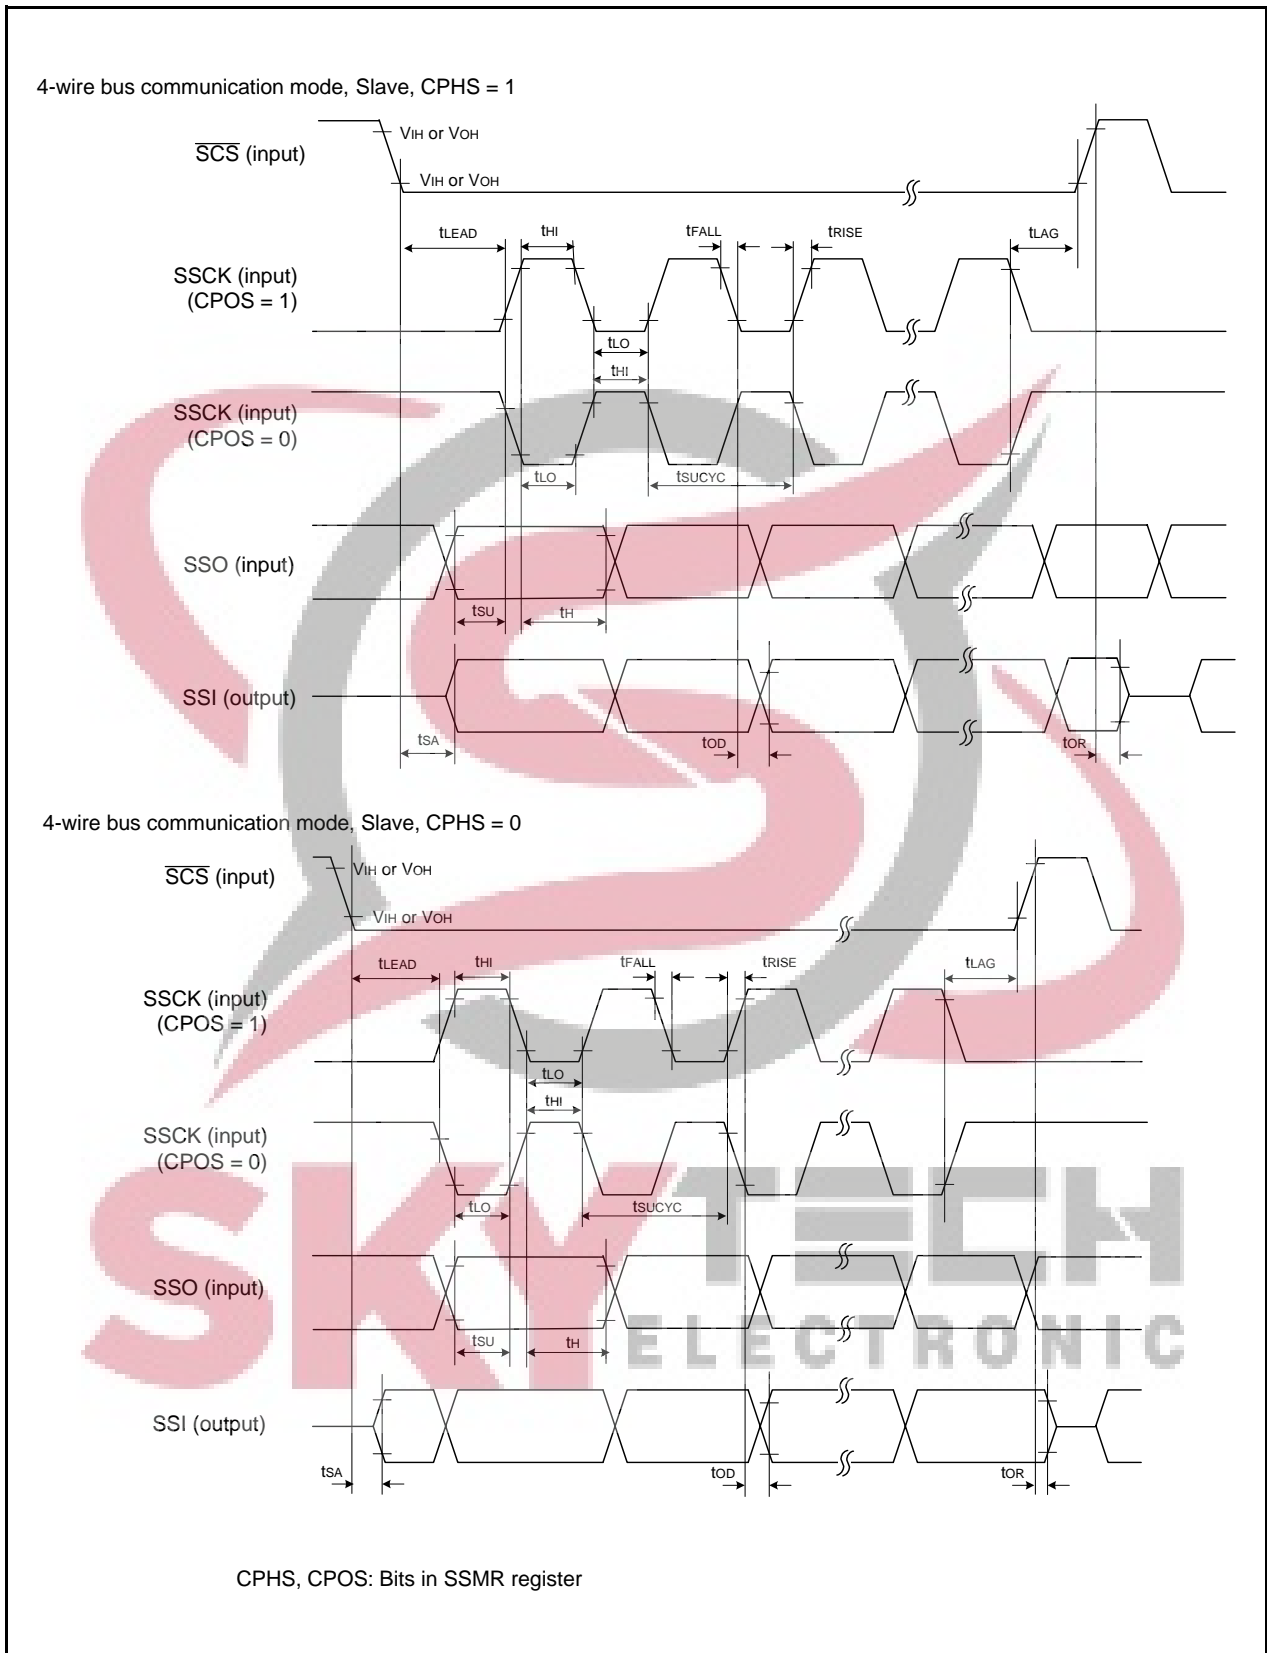 4-wire bus communication mode, Slave, CPHS = 1
SCS (input)
VIH or VOH
VIH or VOH
tLEAD
tHI
tFALL
tRISE
tLAG
SSCK (input)
(CPOS = 1)
tLO
tHI
SSCK (input)
(CPOS = 0)
tLO
tSUCYC
SSO (input)
tSU
tH
SSI (output)
tSA
tOD
tOR
4-wire bus communication mode, Slave, CPHS = 0
SCS (input)
VIH or VOH
VIH or VOH
tLEAD
tHI
tFALL
tRISE
tLAG
SSCK (input)
(CPOS = 1)
tLO
tHI
SSCK (input)
(CPOS = 0)
tLO
tSUCYC
SKYTECH
ELECTRONIC
SSO (input)
tSU
tH
SSI (output)
tSA
tOD
tOR
CPHS, CPOS: Bits in SSMR register